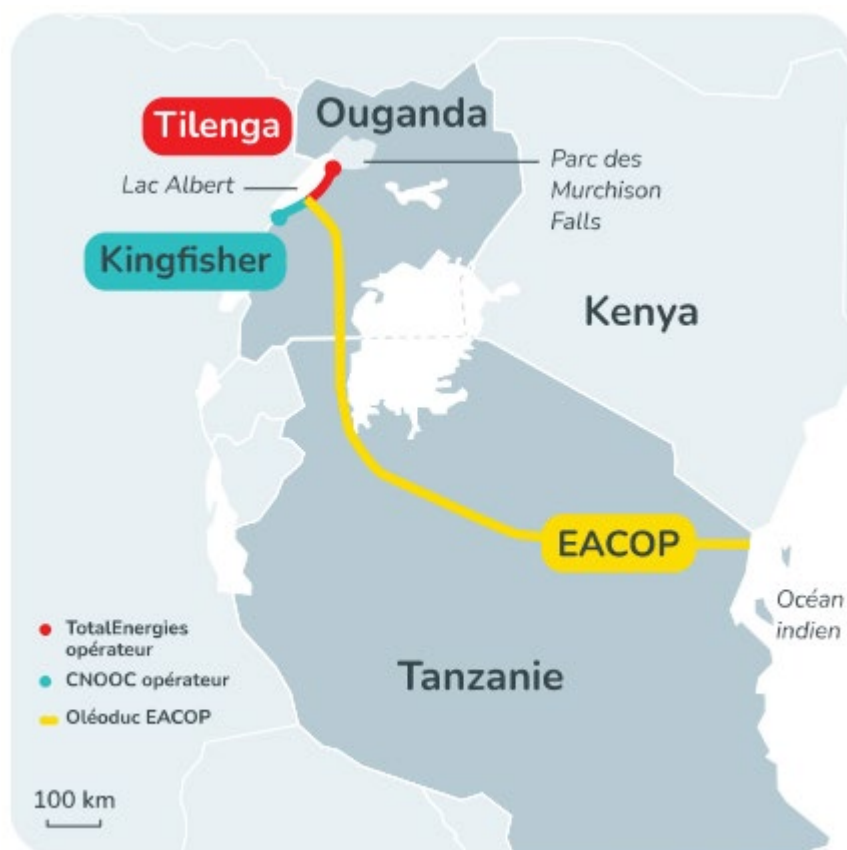 Ouganda
Tilenga
Parc des
Murchison
Falls
Lac Albert
Kingfisher
Kenya
EACOP
Océan
indien
TotalEnergies
opérateur
CNOOC opérateur
Oléoduc EACOP
Tanzanie
100 km